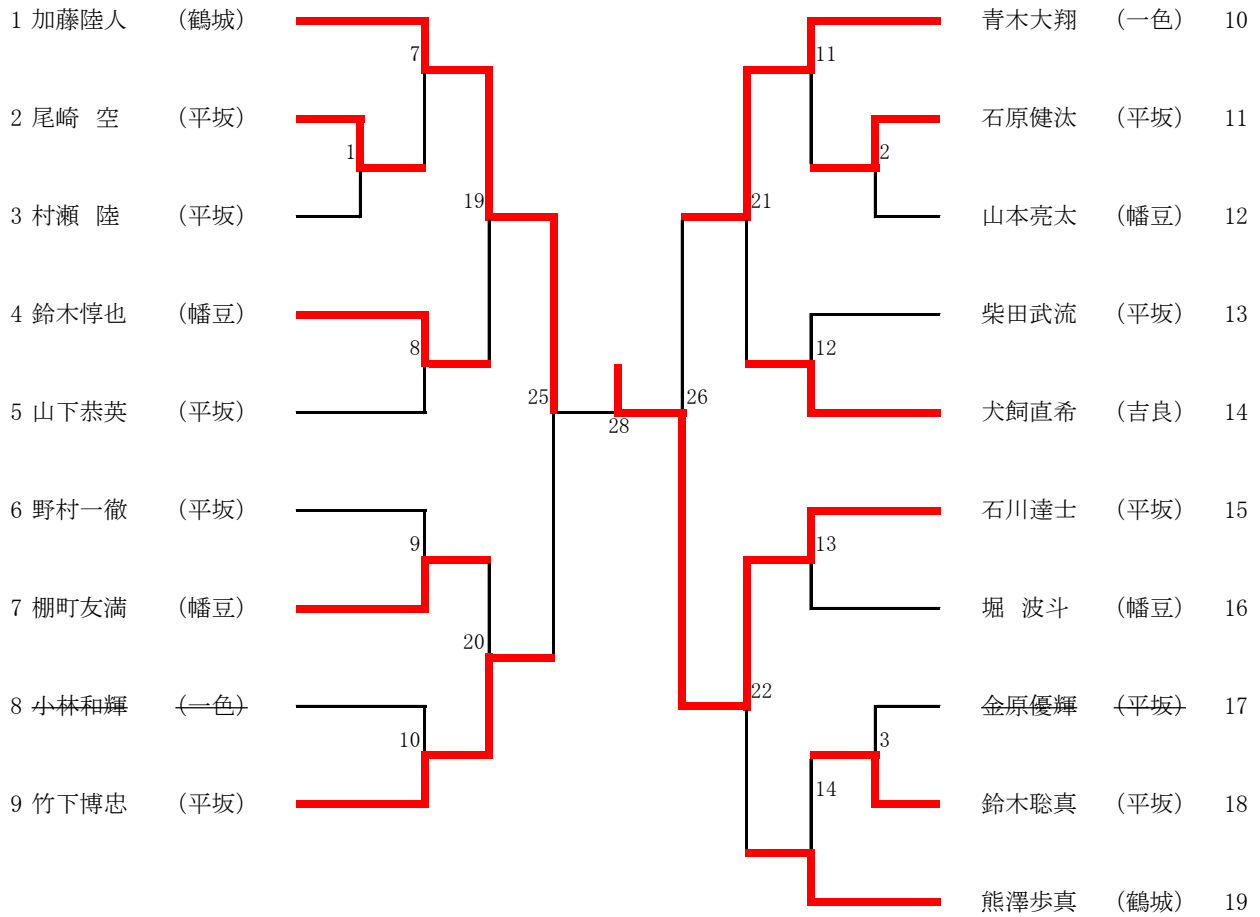 1 加藤陸人 (鶴城)
2 尾崎 空 (平坂)
3 村瀬 陸 (平坂)
4 鈴木惇也 (幡豆)
5 山下恭英 (平坂)
6 野村一徹 (平坂)
7 棚町友満 (幡豆)
8 小林和輝 (一色)
9 竹下博忠 (平坂)
7
1
19
8
25
9
20
10
28
11
2
21
12
26
13
22
3
14
青木大翔 (一色) 10
石原健汰 (平坂) 11
山本亮太 (幡豆) 12
柴田武流 (平坂) 13
犬飼直希 (吉良) 14
石川達士 (平坂) 15
堀 波斗 (幡豆) 16
金原優輝 (平坂) 17
鈴木聡真 (平坂) 18
熊澤歩真 (鶴城) 19